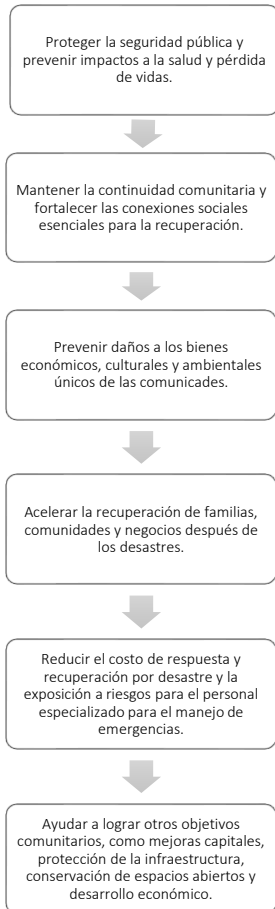 Proteger la seguridad pública y
prevenir impactos a la salud y pérdida
de vidas.
Mantener la continuidad comunitaria y
fortalecer las conexiones sociales
esenciales para la recuperación.
Prevenir daños a los bienes
económicos, culturales y ambientales
únicos de las comunicades.
Acelerar la recuperación de familias,
comunidades y negocios después de
los desastres.
Reducir el costo de respuesta y
recuperación por desastre y la
exposición a riesgos para el personal
especializado para el manejo de
emergencias.
Ayudar a lograr otros objetivos
comunitarios, como mejoras capitales,
protección de la infraestructura,
conservación de espacios abiertos y
desarrollo económico.